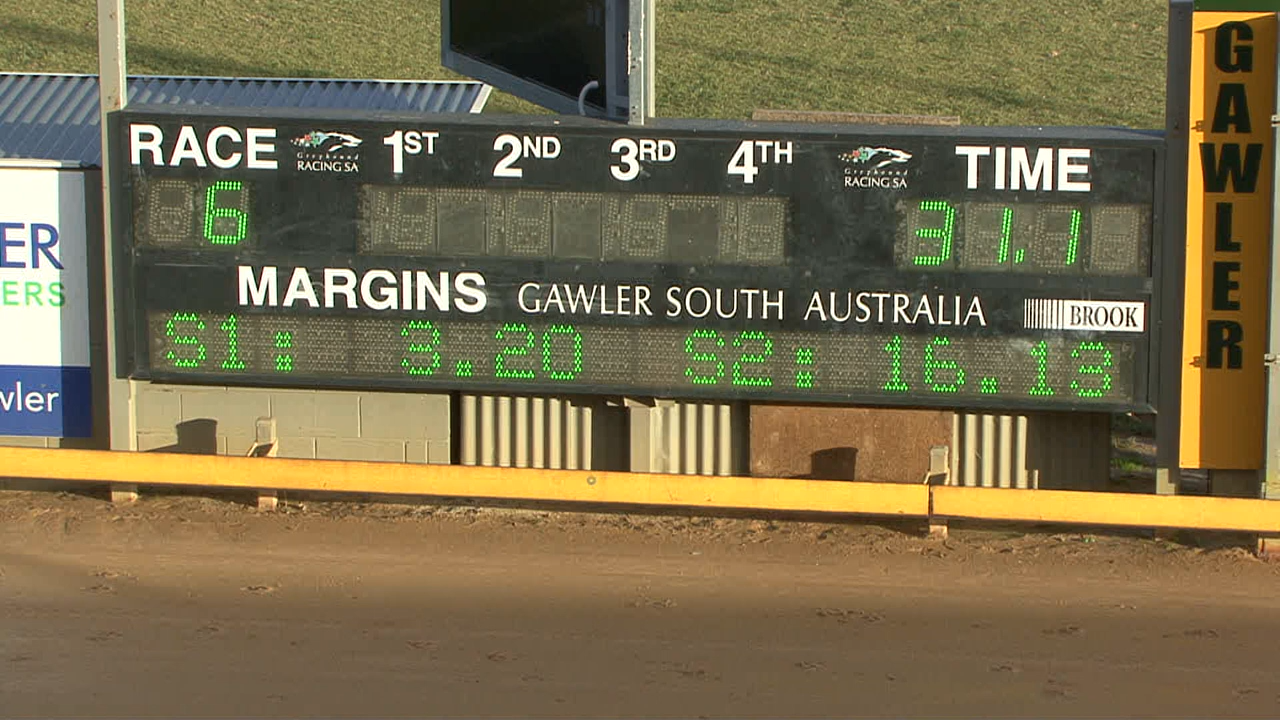 RACE Greyhound RACING SA 1ST 2ND 3RD 4TH Greyhound RACING SA TIME
6 31.1
MARGINS GAWLER SOUTH AUSTRALIA BROOK
S1: 3.20 S2: 16.13
GAWLER
ER
ERS
wler